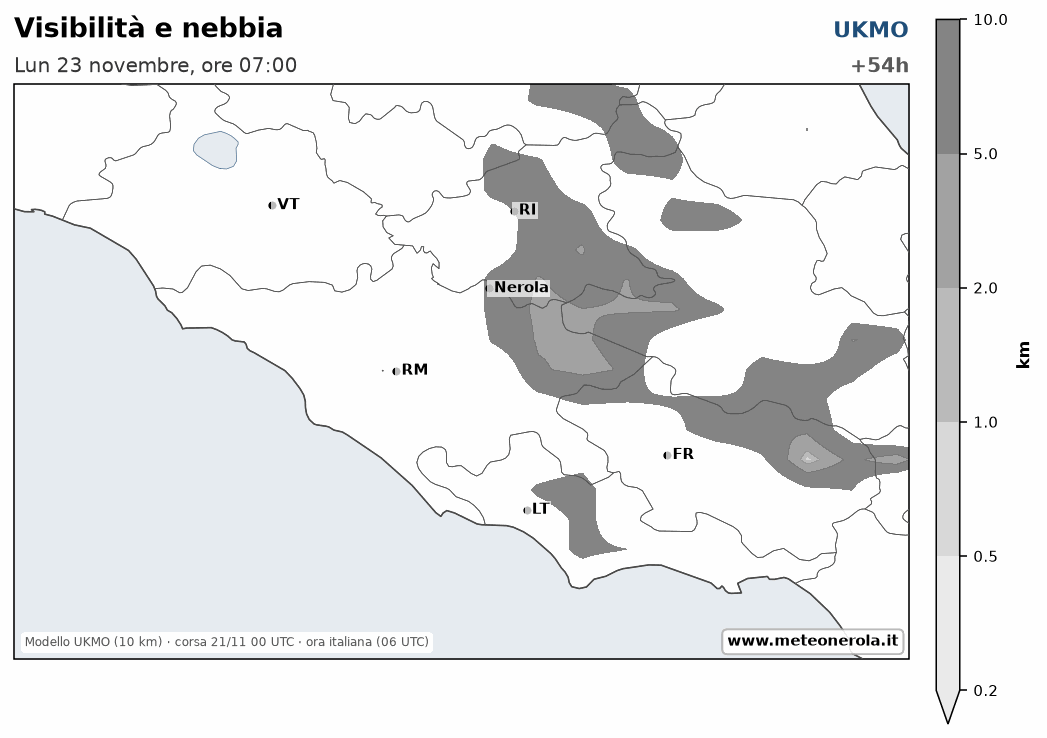 Visibilità e nebbia
UKMO
Lun 23 novembre, ore 07:00
+54h
10.0
5.0
2.0
1.0
0.5
0.2
km
VT
RI
Nerola
RM
FR
LT
Modello UKMO (10 km) · corsa 21/11 00 UTC · ora italiana (06 UTC)
www.meteonerola.it